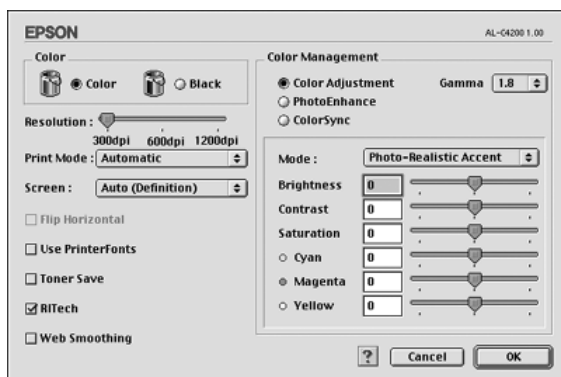 EPSON
AL-C4200 1.00
Color
Color
Black
Resolution :
300dpi 600dpi 1200dpi
Print Mode : Automatic
Screen : Auto (Definition)
Flip Horizontal
Use PrinterFonts
Toner Save
RITech
Web Smoothing
Color Management
Color Adjustment
Gamma 1.8
PhotoEnhance
ColorSync
Mode : Photo-Realistic Accent
Brightness 0
Contrast 0
Saturation 0
Cyan 0
Magenta 0
Yellow 0
?
Cancel
OK